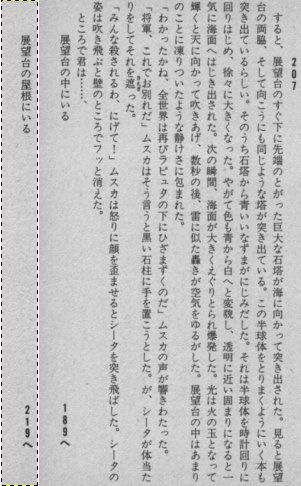 207
すると、展望台のすぐ下に先端のとがった巨大な石塔が海に向かって突き出された。見ると展望
台の両脇、そして向こうにも同じような塔が突き出ている。この半球体をとりまくようにいく本も
突き出ているらしい。そのうち石塔から青いいなずまがにじみだした。それは半球体を時計回りに
回りはじめ、徐々に大きくなった。やがて色も青から白へと変貌し、透明に近い固まりになると一
気に海面へはじき出された。次の瞬間、海面が大きくえぐりとられ爆発した。光は火の玉となって
輝くと天に向かって吹きあげ、数秒の後、雷に似た轟きが空気をゆるがした。展望台の中はあまり
のことに凍りついたような静けさに包まれた。
「わかったかね、全世界は再びラピュタの下にひざまずくのだ」ムスカの声が響きわたった。
「将軍、これでお別れだ」ムスカはそう言うと黒い石柱に手を置こうとした。が、シータが体当た
りをしてそれを遮った。
「みんな殺されるわ、にげて！」ムスカは怒りに顔を歪ませるとシータを突き飛ばした。シータの
姿は吹き飛ぶと壁のところでフッと消えた。
ところで君は……、
展望台の中にいる 189へ
展望台の屋根にいる 219へ